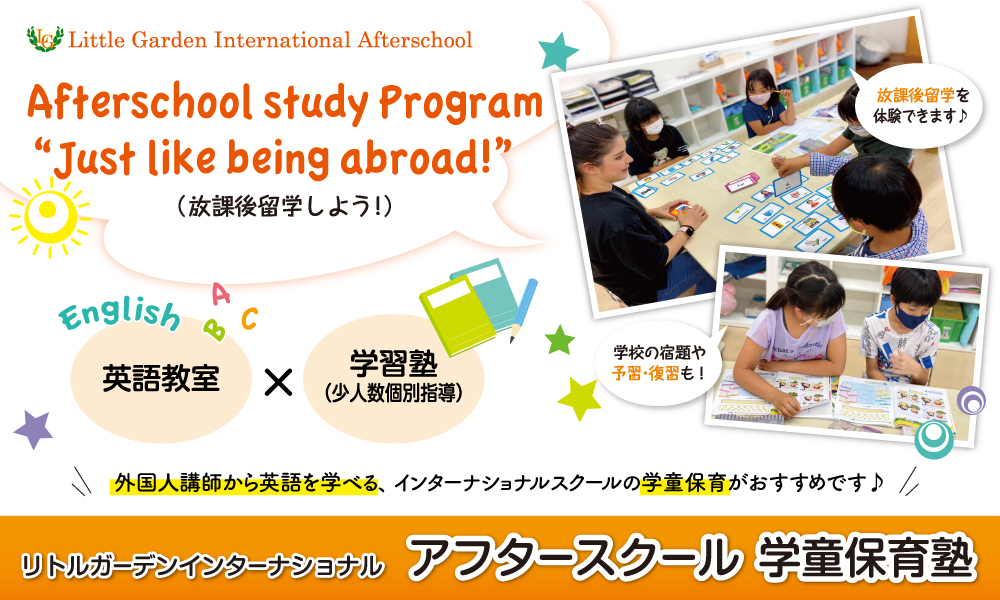 LG Little Garden International Afterschool
Afterschool study Program
“Just like being abroad!”
（放課後留学しよう！）
放課後留学を
体験できます♪
English
A
B
C
英語教室
×
学習塾
（少人数個別指導）
学校の宿題や
予習・復習も！
外国人講師から英語を学べる、インターナショナルスクールの学童保育がおすすめです♪
リトルガーデンインターナショナル アフタースクール 学童保育塾